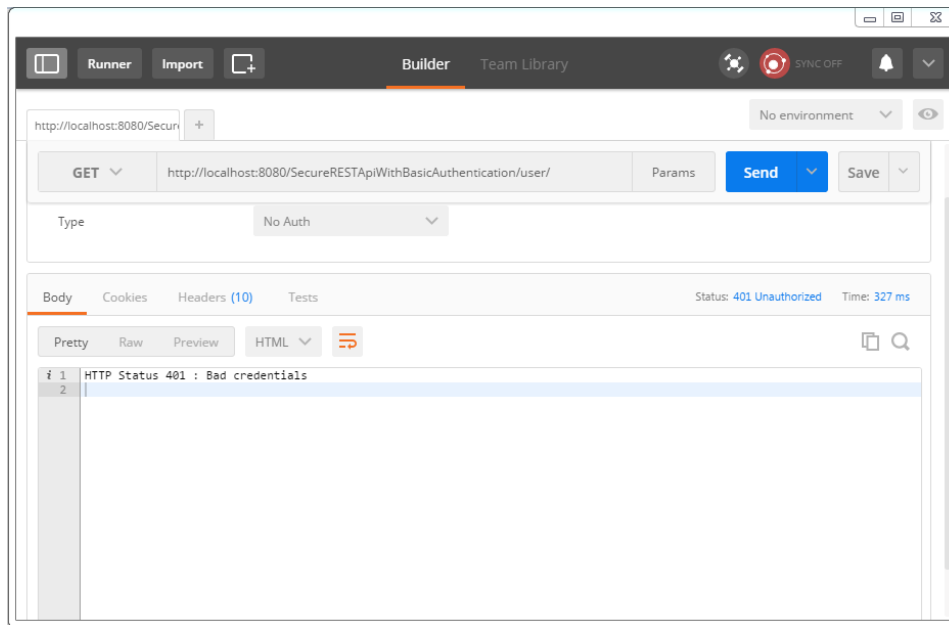 Runner Import Builder Team Library SYNC OFF
http://localhost:8080/Secur + No environment
GET http://localhost:8080/SecureRESTApiWithBasicAuthentication/user/ Params Send Save
Type No Auth
Body Cookies Headers (10) Tests Status: 401 Unauthorized Time: 327 ms
Pretty Raw Preview HTML
i 1 HTTP Status 401 : Bad credentials
2